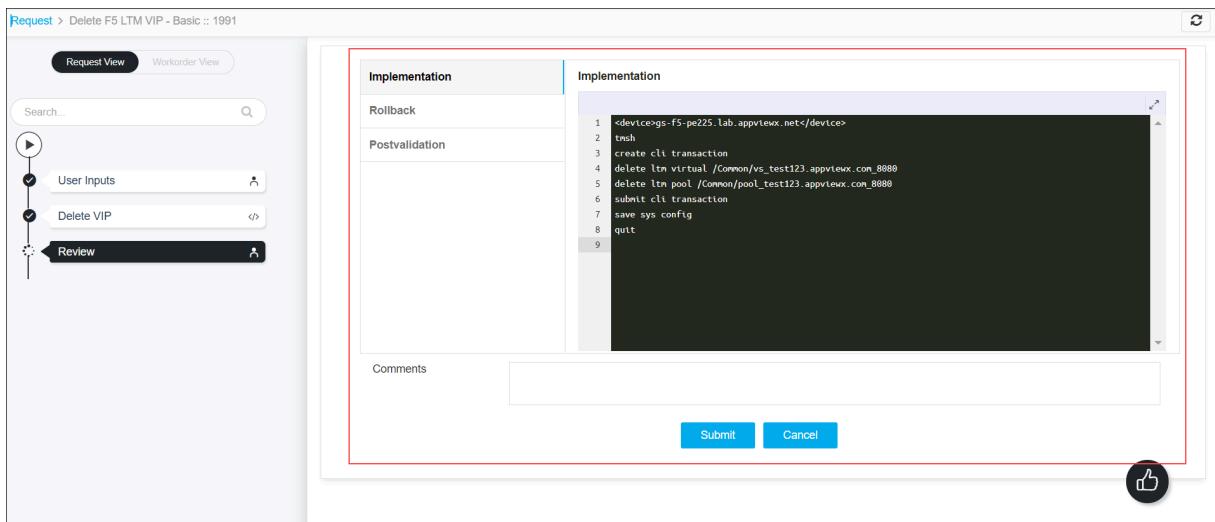 Request > Delete F5 LTM VIP - Basic :: 1991
Request View Workorder View
Search...
User Inputs
Delete VIP </>
Review
Implementation
Rollback
Postvalidation
Implementation
1 <device>gs-f5-pe225.lab.appviewx.net</device>
2 tmsh
3 create cli transaction
4 delete ltm virtual /Common/vs_test123.appviewx.com_8080
5 delete ltm pool /Common/pool_test123.appviewx.com_8080
6 submit cli transaction
7 save sys config
8 quit
9
Comments
Submit Cancel